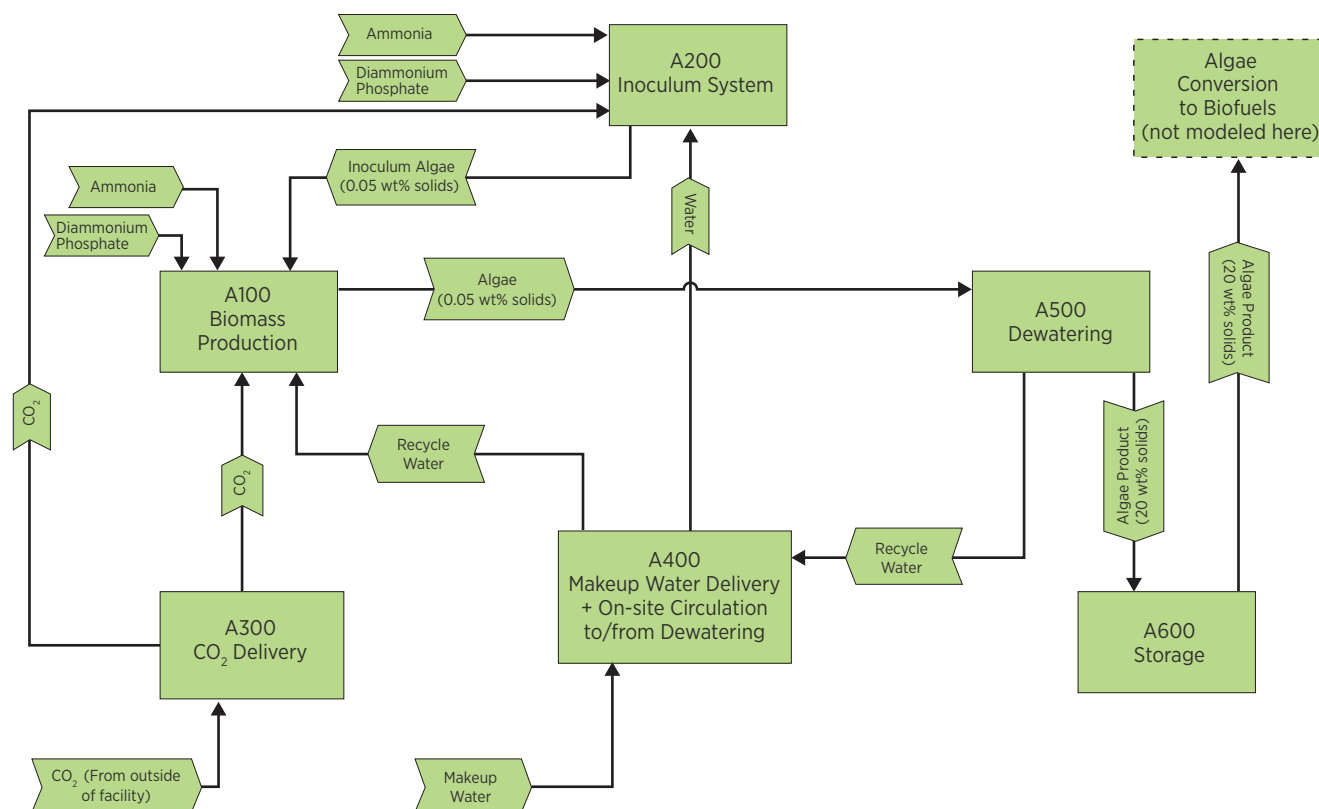 Ammonia
Diammonium
Phosphate
A200
Inoculum System
Algae
Conversion
to Biofuels
(not modeled here)
Inoculum Algae
(0.05 wt% solids)
Ammonia
Diammonium
Phosphate
Water
A100
Biomass
Production
Algae
(0.05 wt% solids)
A500
Dewatering
Algae Product
(20 wt% solids)
CO₂
CO₂
Recycle
Water
Algae Product
(20 wt% solids)
A400
Makeup Water Delivery
+ On-site Circulation
to/from Dewatering
Recycle
Water
A300
CO₂ Delivery
A600
Storage
CO₂ (From outside
of facility)
Makeup
Water